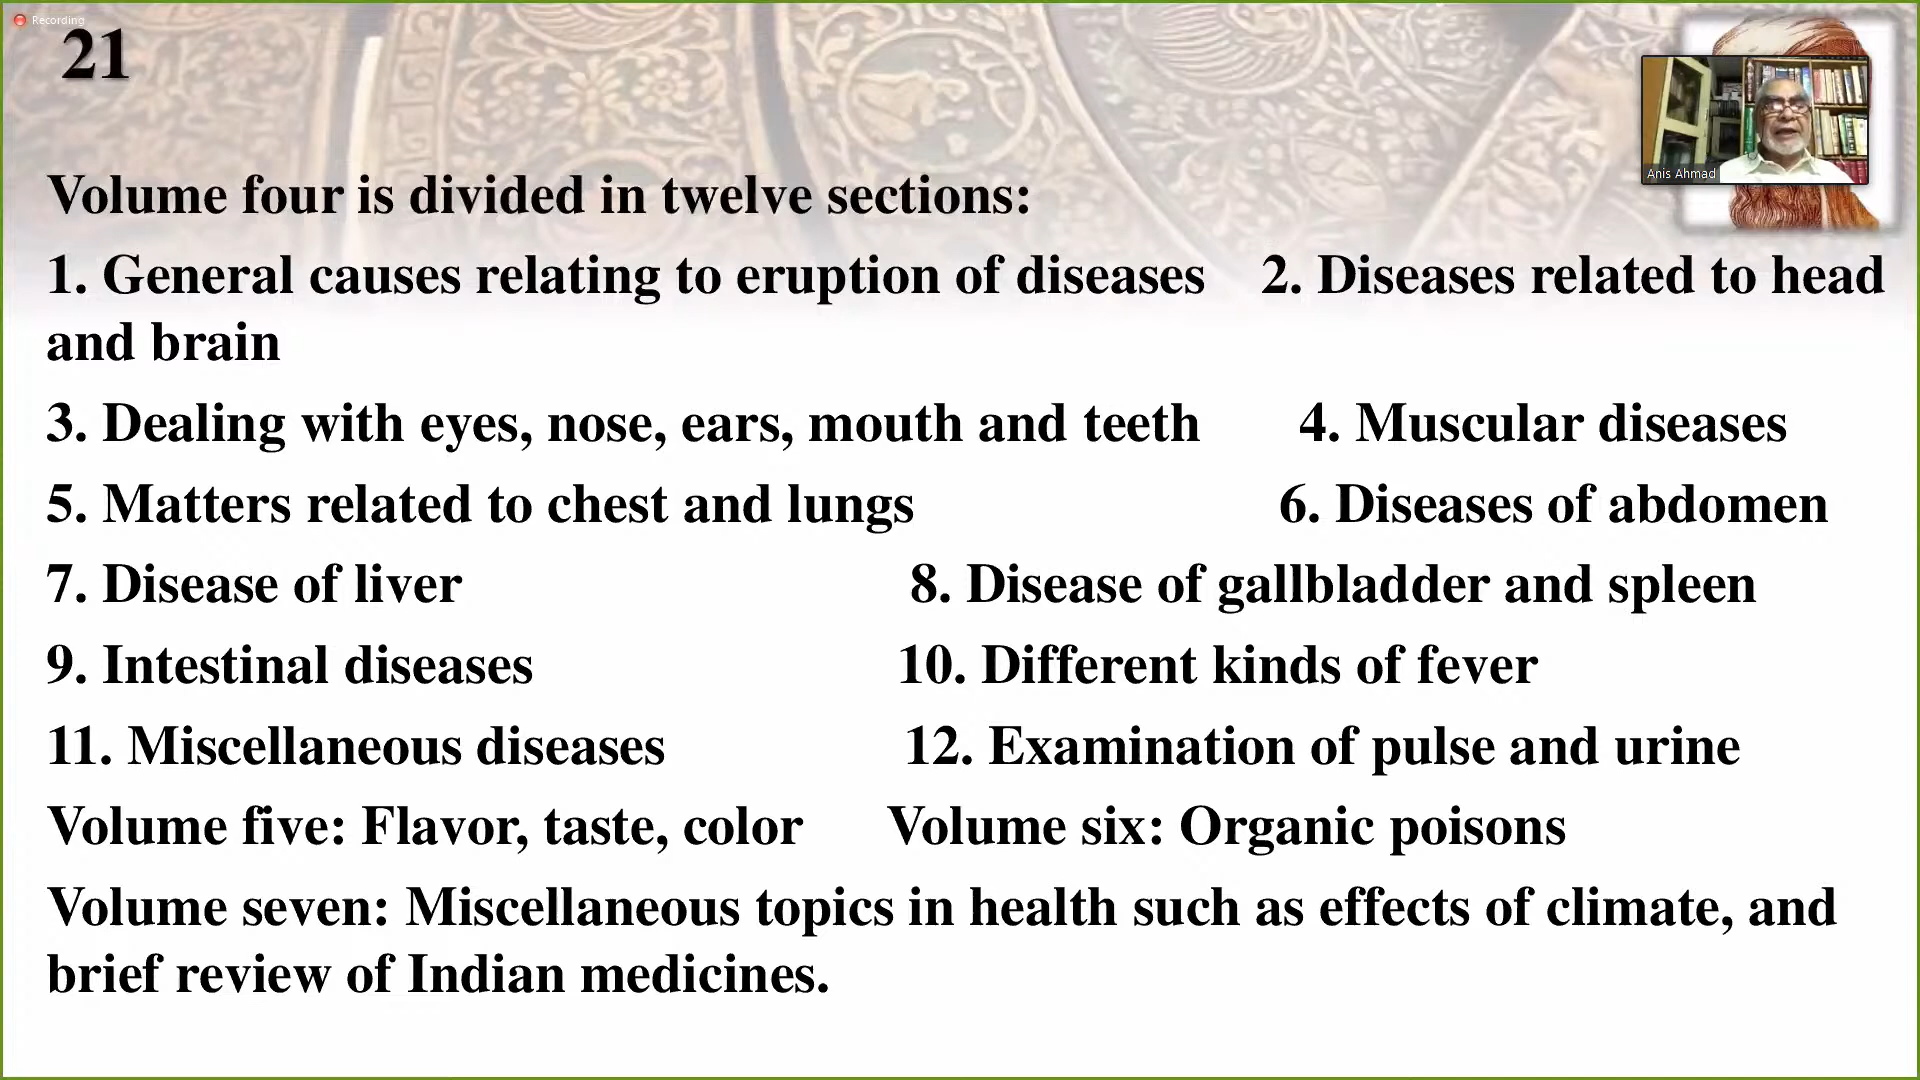 Recording
21
Anis Ahmad
Volume four is divided in twelve sections:
1. General causes relating to eruption of diseases 2. Diseases related to head
and brain
3. Dealing with eyes, nose, ears, mouth and teeth 4. Muscular diseases
5. Matters related to chest and lungs 6. Diseases of abdomen
7. Disease of liver 8. Disease of gallbladder and spleen
9. Intestinal diseases 10. Different kinds of fever
11. Miscellaneous diseases 12. Examination of pulse and urine
Volume five: Flavor, taste, color Volume six: Organic poisons
Volume seven: Miscellaneous topics in health such as effects of climate, and
brief review of Indian medicines.